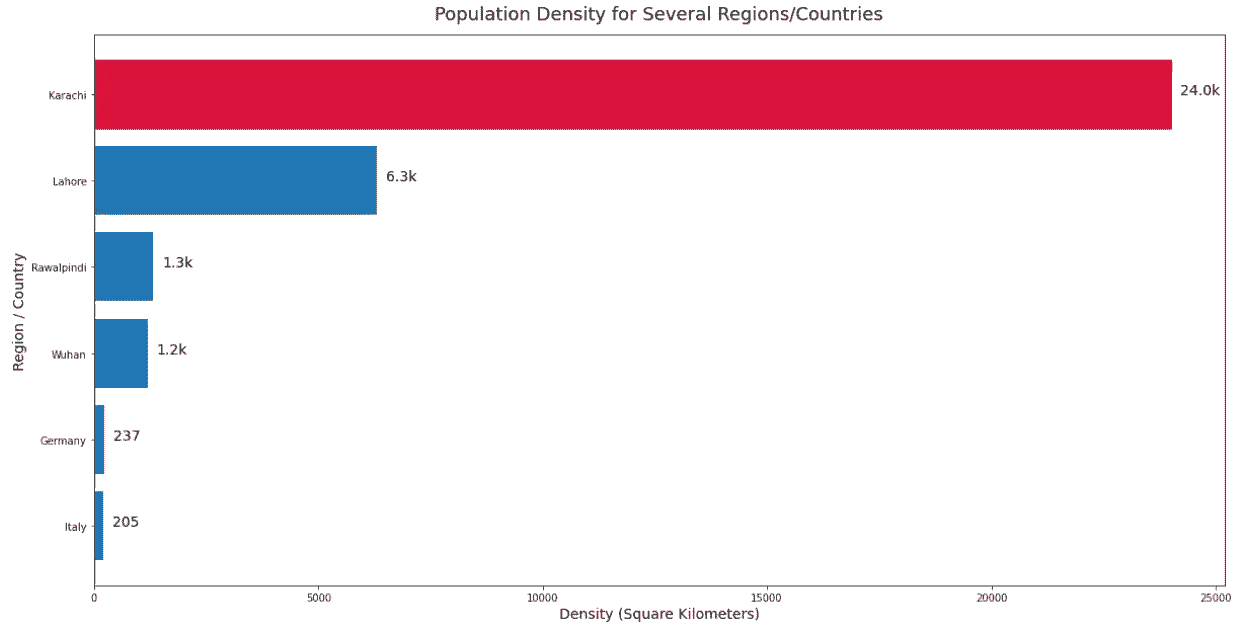 Population Density for Several Regions/Countries
Karachi
24.0k
Lahore
6.3k
Rawalpindi
1.3k
Wuhan
1.2k
Germany
237
Italy
205
Region / Country
0 5000 10000 15000 20000 25000
Density (Square Kilometers)